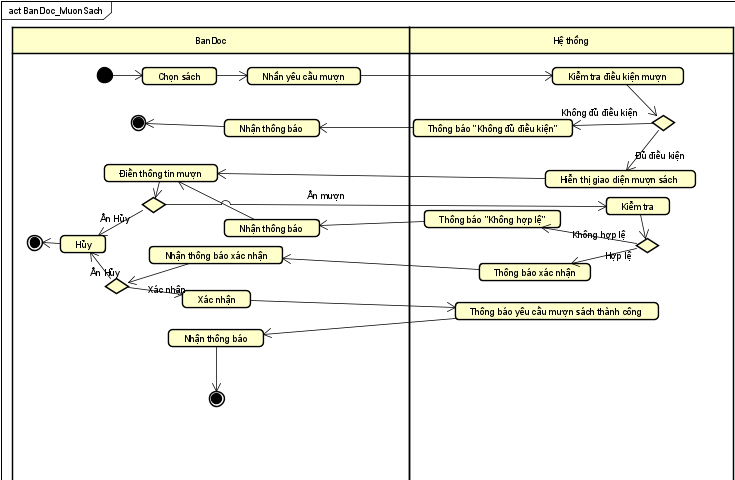 act BanDoc_MuonSach
BanDoc
Hệ thống
Chọn sách
Nhấn yêu cầu mượn
Kiểm tra điều kiện mượn
Không đủ điều kiện
Nhận thông báo
Thông báo "Không đủ điều kiện"
Đủ điều kiện
Điền thông tin mượn
Hiển thị giao diện mượn sách
Ấn mượn
Kiểm tra
Ấn Hủy
Nhận thông báo
Thông báo "Không hợp lệ"
Không hợp lệ
Hủy
Nhận thông báo xác nhận
Hợp lệ
Thông báo xác nhận
Ấn Hủy
Xác nhận
Xác nhận
Thông báo yêu cầu mượn sách thành công
Nhận thông báo